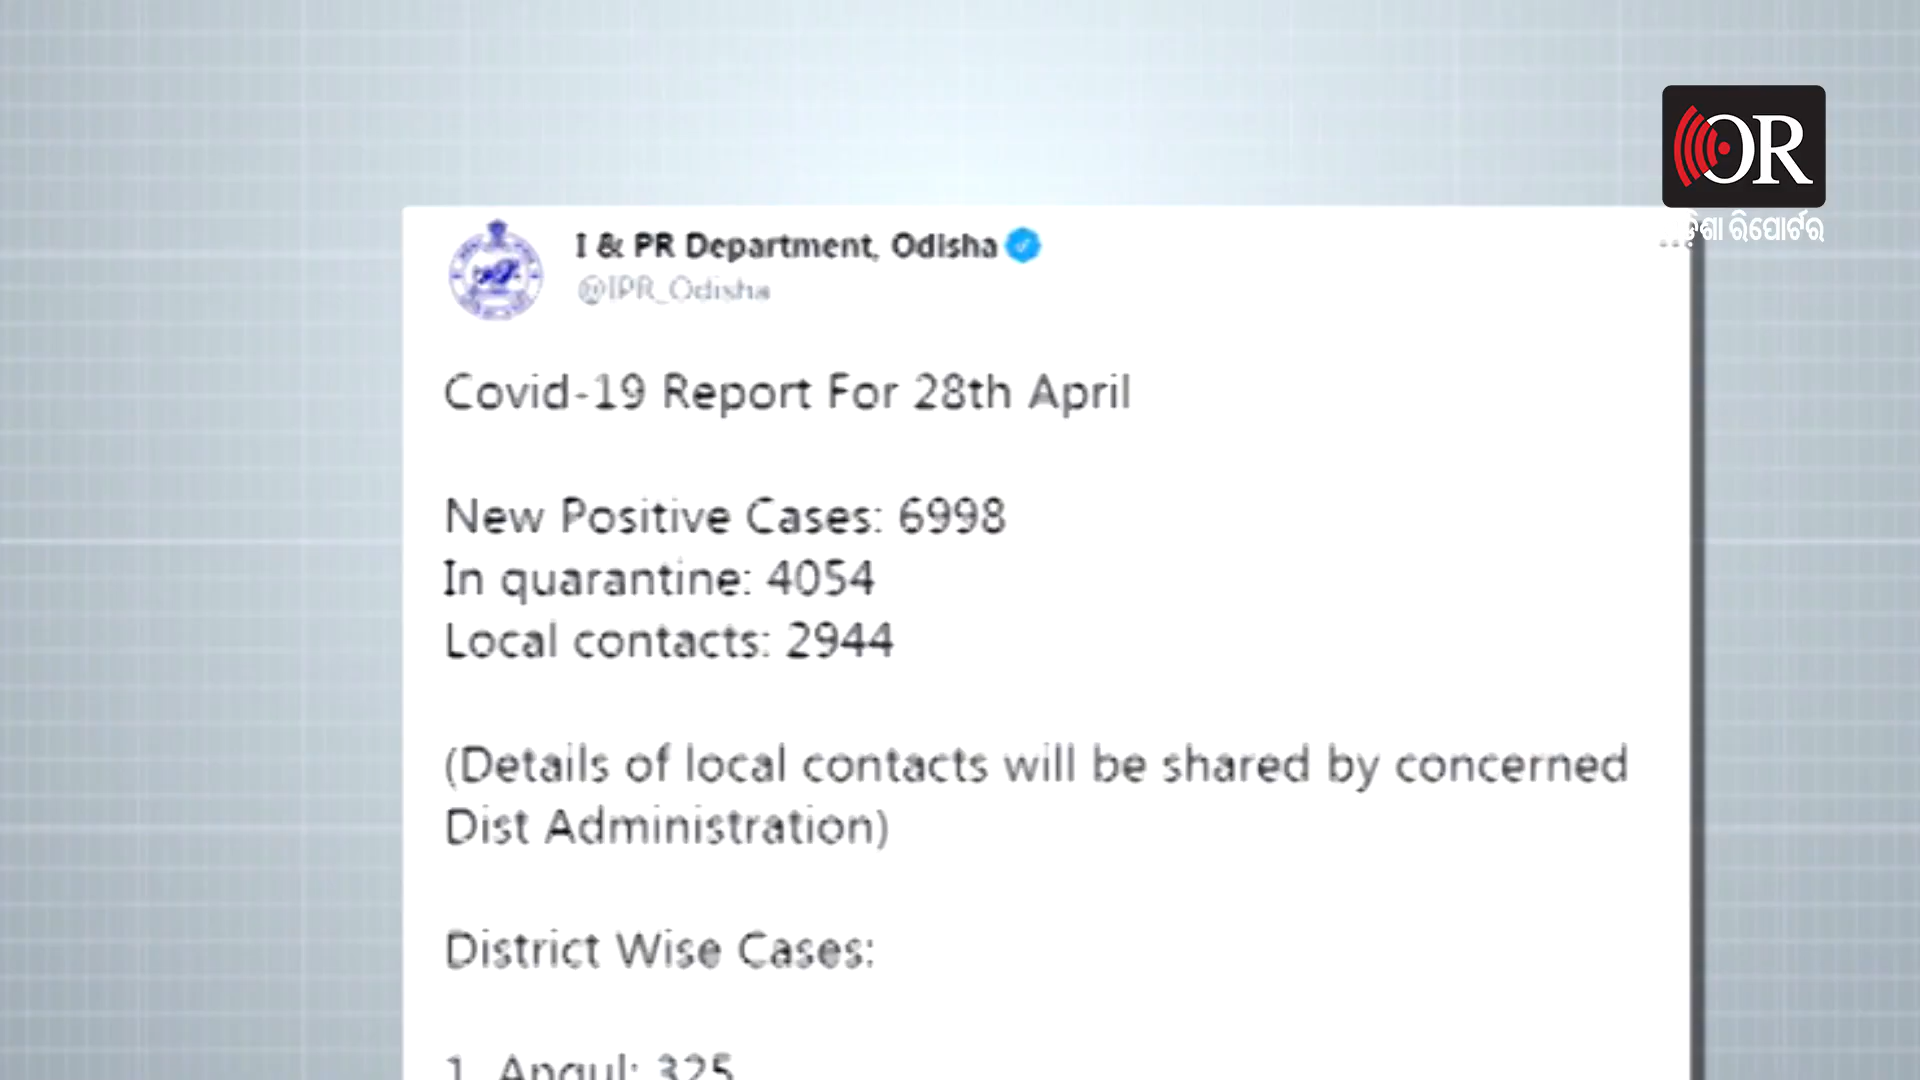 OR
ଓଡ଼ିଶା ରିପୋର୍ଟର
I & PR Department, Odisha
@IPR_Odisha
Covid-19 Report For 28th April
New Positive Cases: 6998
In quarantine: 4054
Local contacts: 2944
(Details of local contacts will be shared by concerned
Dist Administration)
District Wise Cases:
1. Angul: 325